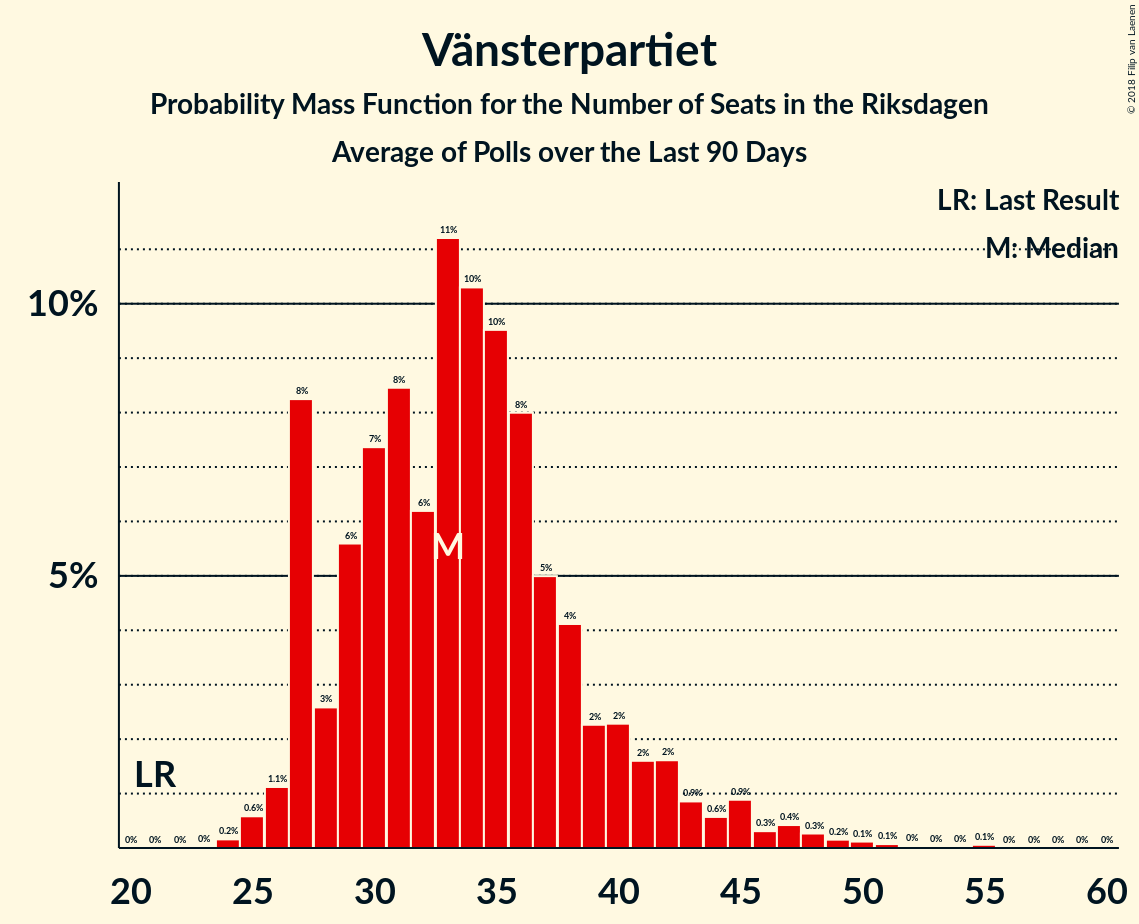 Vänsterpartiet
Probability Mass Function for the Number of Seats in the Riksdagen
Average of Polls over the Last 90 Days
© 2018 Filip van Laenen
LR: Last Result
M: Median
10%
5%
LR
M
0% 0% 0% 0% 0.2% 0.6% 1.1% 8% 3% 6% 7% 8% 6% 11% 10% 10% 8% 5% 4% 2% 2% 2% 2% 0.9% 0.6% 0.9% 0.3% 0.4% 0.3% 0.2% 0.1% 0.1% 0% 0% 0% 0.1% 0% 0% 0% 0% 0%
20 25 30 35 40 45 50 55 60